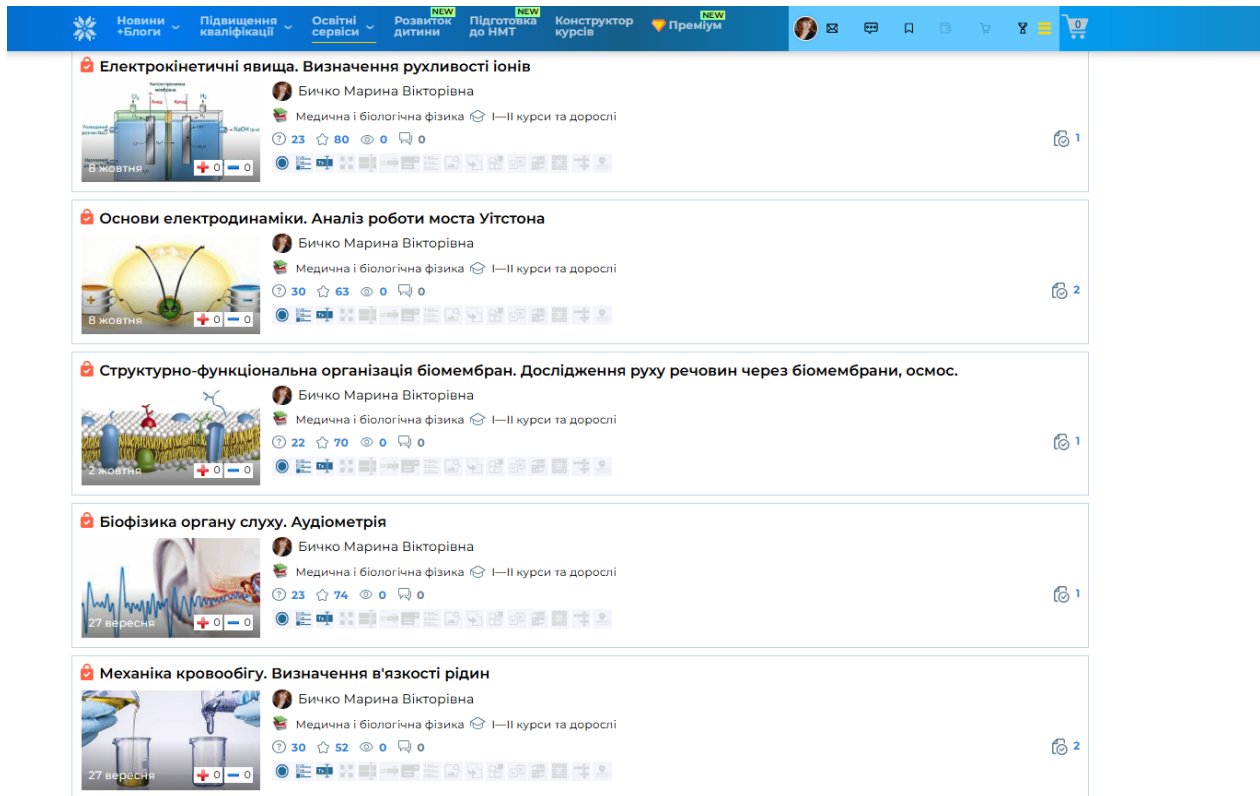 Новини
+Блоги
Підвищення
кваліфікації
Освітні
сервіси
NEW
Розвиток
дитини
NEW
Підготовка
до НМТ
Конструктор
курсів
NEW
Преміум
0
Електрокінетичні явища. Визначення рухливості іонів
Бичко Марина Вікторівна
Медична і біологічна фізика I—II курси та дорослі
23 80 0 0
1
8 жовтня
0 0
Основи електродинаміки. Аналіз роботи моста Уітстона
Бичко Марина Вікторівна
Медична і біологічна фізика I—II курси та дорослі
30 63 0 0
2
8 жовтня
0 0
Структурно-функціональна організація біомембран. Дослідження руху речовин через біомембрани, осмос.
Бичко Марина Вікторівна
Медична і біологічна фізика I—II курси та дорослі
22 70 0 0
1
2 жовтня
0 0
Біофізика органу слуху. Аудіометрія
Бичко Марина Вікторівна
Медична і біологічна фізика I—II курси та дорослі
23 74 0 0
1
27 вересня
0 0
Механіка кровообігу. Визначення в'язкості рідин
Бичко Марина Вікторівна
Медична і біологічна фізика I—II курси та дорослі
30 52 0 0
2
27 вересня
0 0